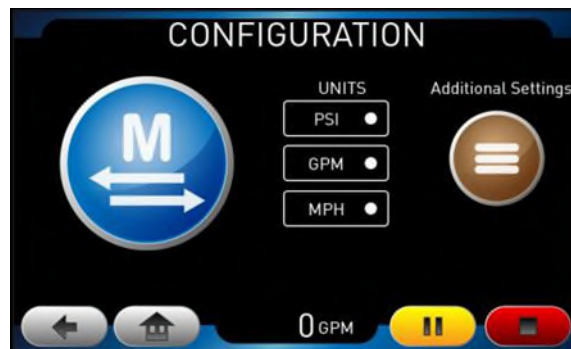 CONFIGURATION
UNITS
Additional Settings
M
PSI
GPM
MPH
0 GPM